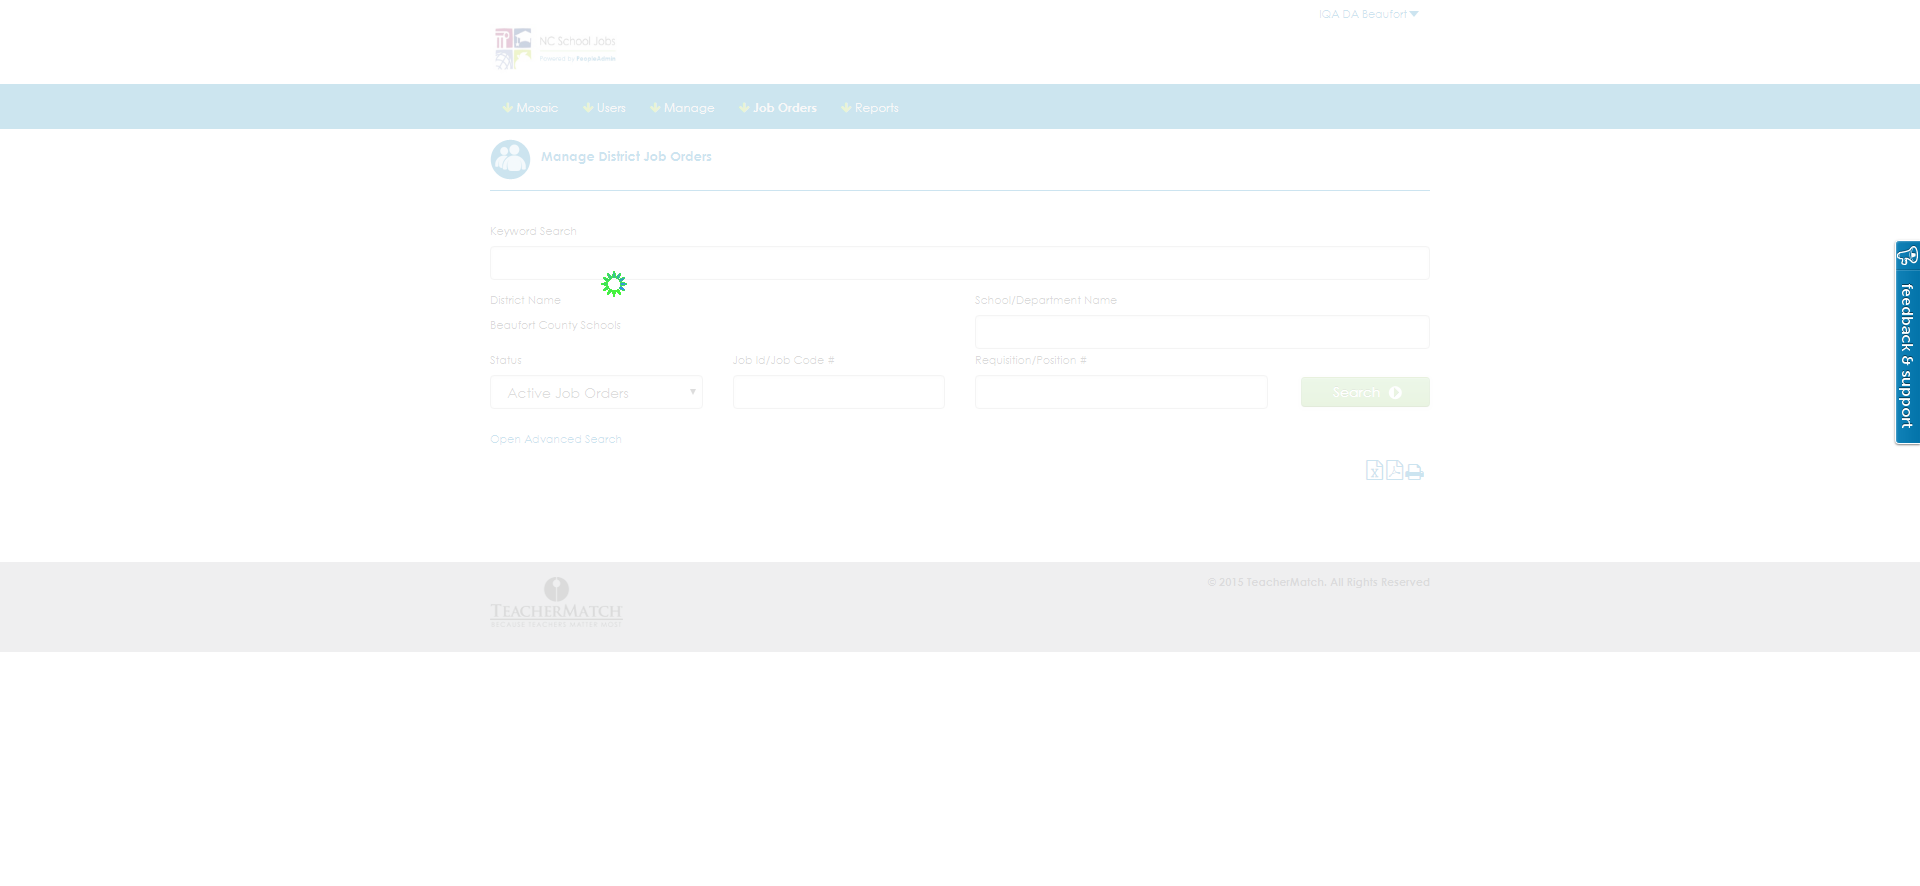 IQA DA Beaufort
NC School Jobs
Powered by PeopleAdmin
Mosaic Users Manage Job Orders Reports
Manage District Job Orders
Keyword Search
District Name School/Department Name
Beaufort County Schools
Status Job Id/Job Code # Requisition/Position #
Active Job Orders Search
Open Advanced Search
feedback & support
© 2015 TeacherMatch. All Rights Reserved
TEACHERMATCH
BECAUSE TEACHERS MATTER MOST